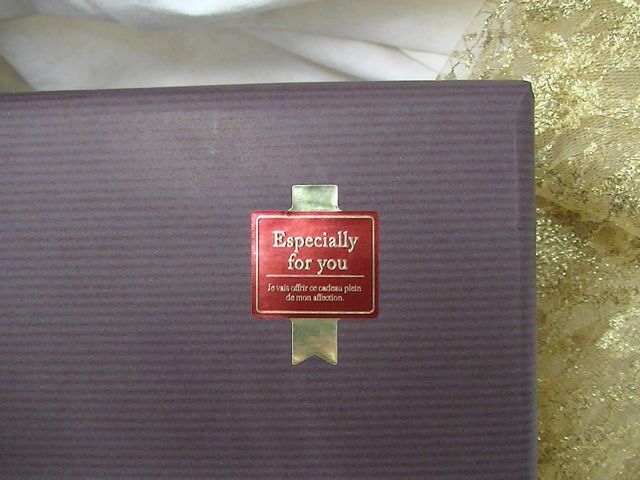 Especially
for you
Je vais offrir ce cadeau plein
de mon affection.